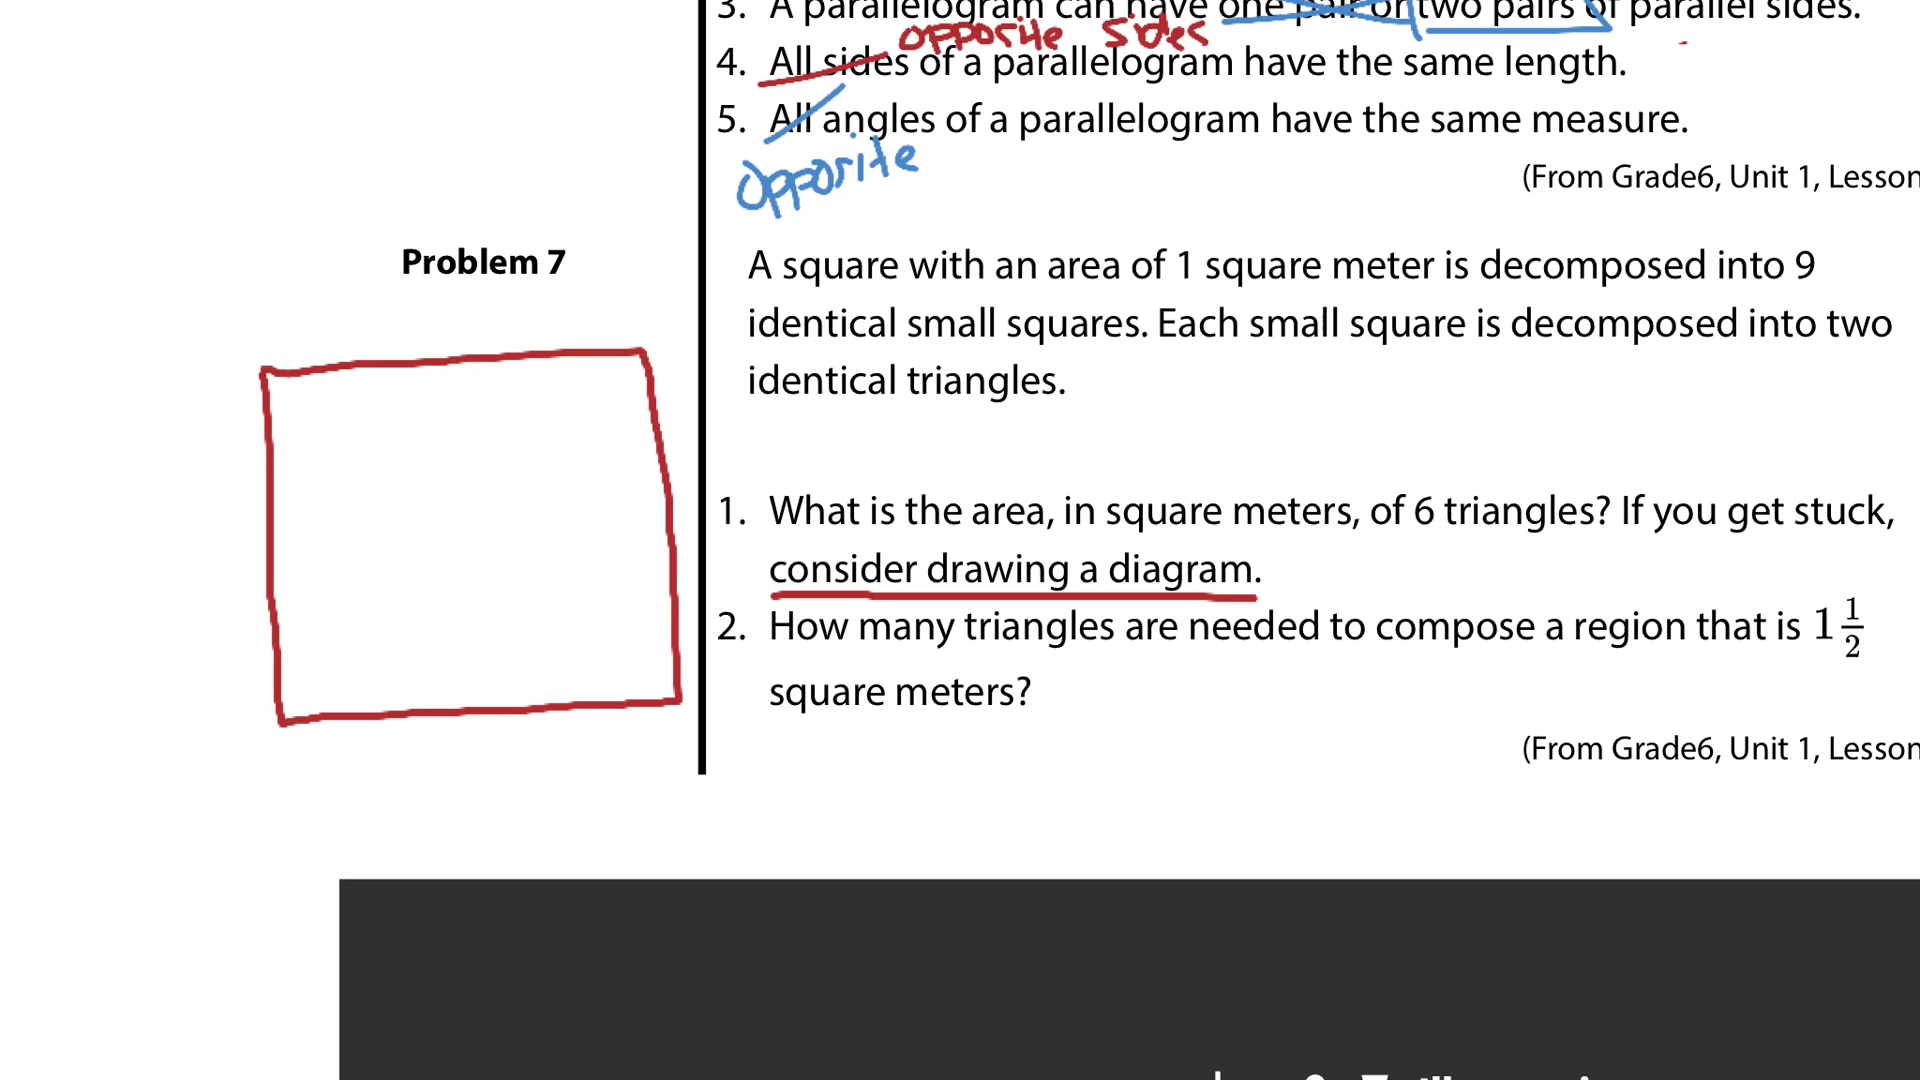 3. A parallelogram can have one pair or two pairs of parallel sides.
opposite sides
4. All sides of a parallelogram have the same length.
5. All angles of a parallelogram have the same measure.
opposite
(From Grade6, Unit 1, Lesson
Problem 7
A square with an area of 1 square meter is decomposed into 9
identical small squares. Each small square is decomposed into two
identical triangles.
1. What is the area, in square meters, of 6 triangles? If you get stuck,
consider drawing a diagram.
2. How many triangles are needed to compose a region that is 1 1/2
square meters?
(From Grade6, Unit 1, Lesson